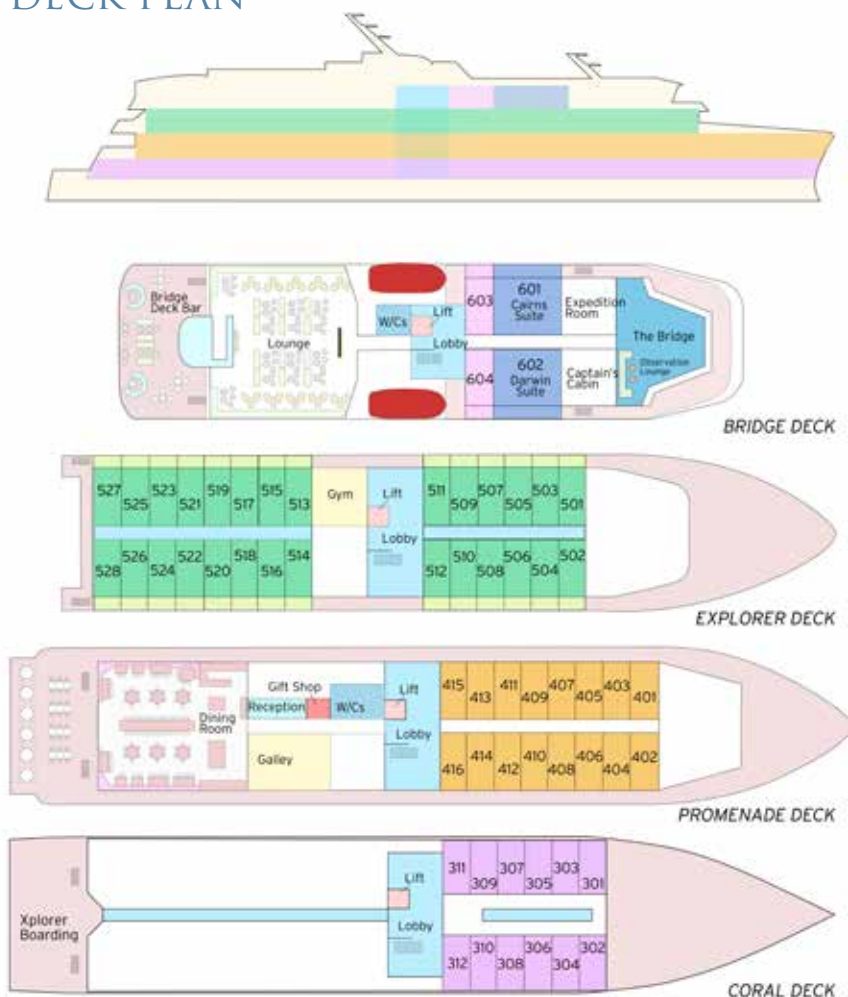 DECK PLAN
601
603
Cairns
Suite
Expedition
Room
Bridge
Deck Bar
Lounge
W/Cs
Lift
Lobby
The Bridge
Observation
Lounge
602
604
Darwin
Suite
Captain's
Cabin
BRIDGE DECK
527 525 523 521 519 517 515 513
Gym
Lift
511 509 507 505 503 501
Lobby
528 526 524 522 520 518 516 514
512 510 508 506 504 502
EXPLORER DECK
Gift Shop
Lift
415 413 411 409 407 405 403 401
Reception
W/Cs
Dining
Room
Lobby
Galley
416 414 412 410 408 406 404 402
PROMENADE DECK
Lift
311 309 307 305 303 301
Xplorer
Boarding
Lobby
312 310 308 306 304 302
CORAL DECK